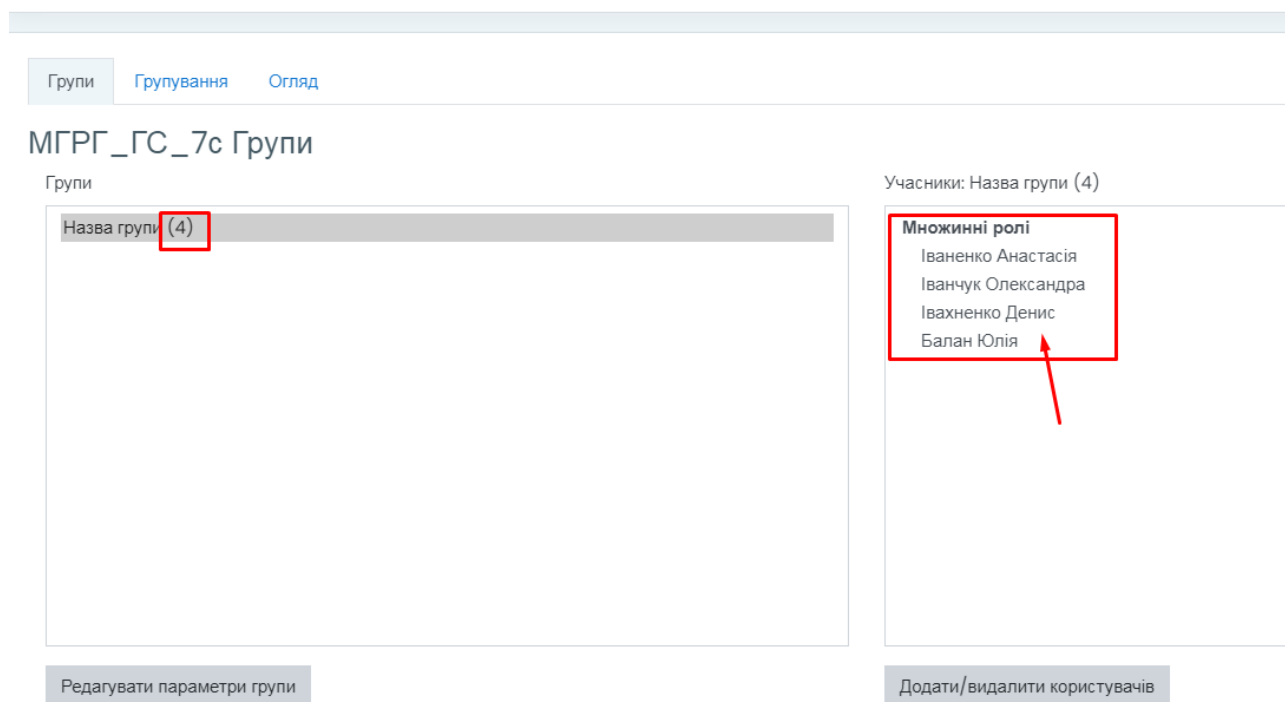 Групи Групування Огляд
МГРГ_ГС_7с Групи
Групи
Назва групи (4)
Редагувати параметри групи
Учасники: Назва групи (4)
Множинні ролі
Іваненко Анастасія
Іванчук Олександра
Івахненко Денис
Балан Юлія
Додати/видалити користувачів